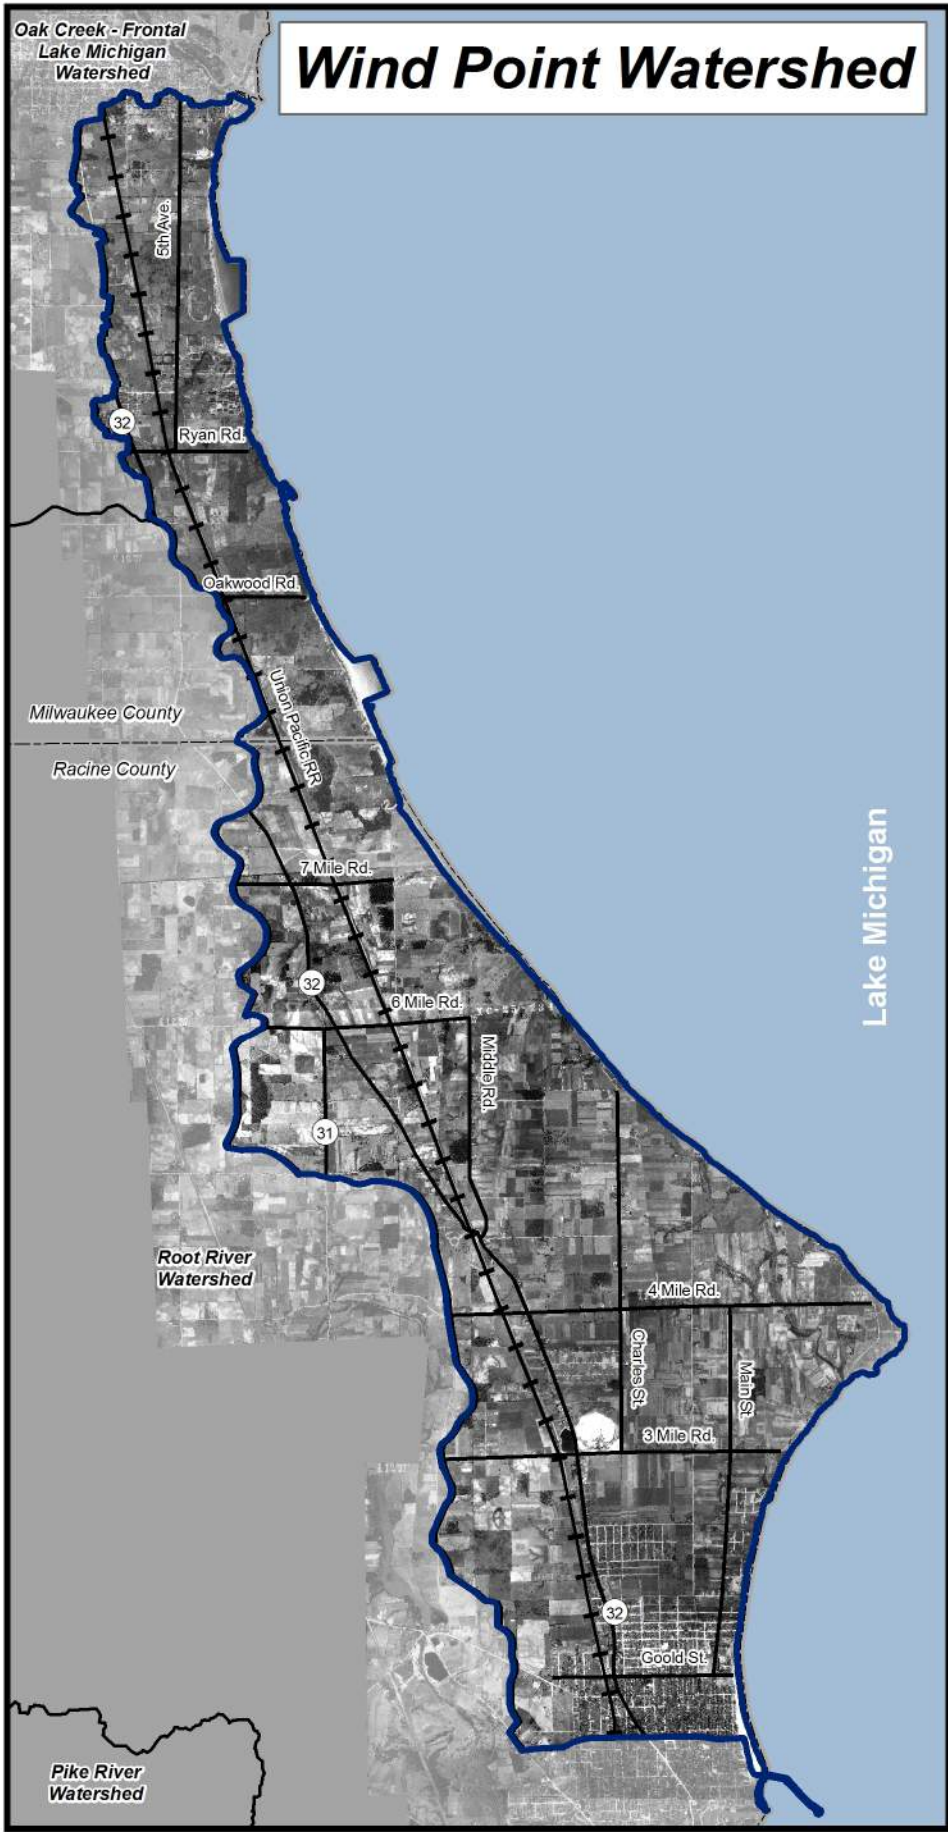 Oak Creek - Frontal
Lake Michigan
Watershed
Wind Point Watershed
5th Ave.
32
Ryan Rd.
Oakwood Rd.
Union Pacific RR
Milwaukee County
Racine County
Lake Michigan
7 Mile Rd.
32
6 Mile Rd.
Middle Rd.
31
Root River
Watershed
4 Mile Rd.
Charles St.
Main St.
3 Mile Rd.
32
Goold St.
Pike River
Watershed